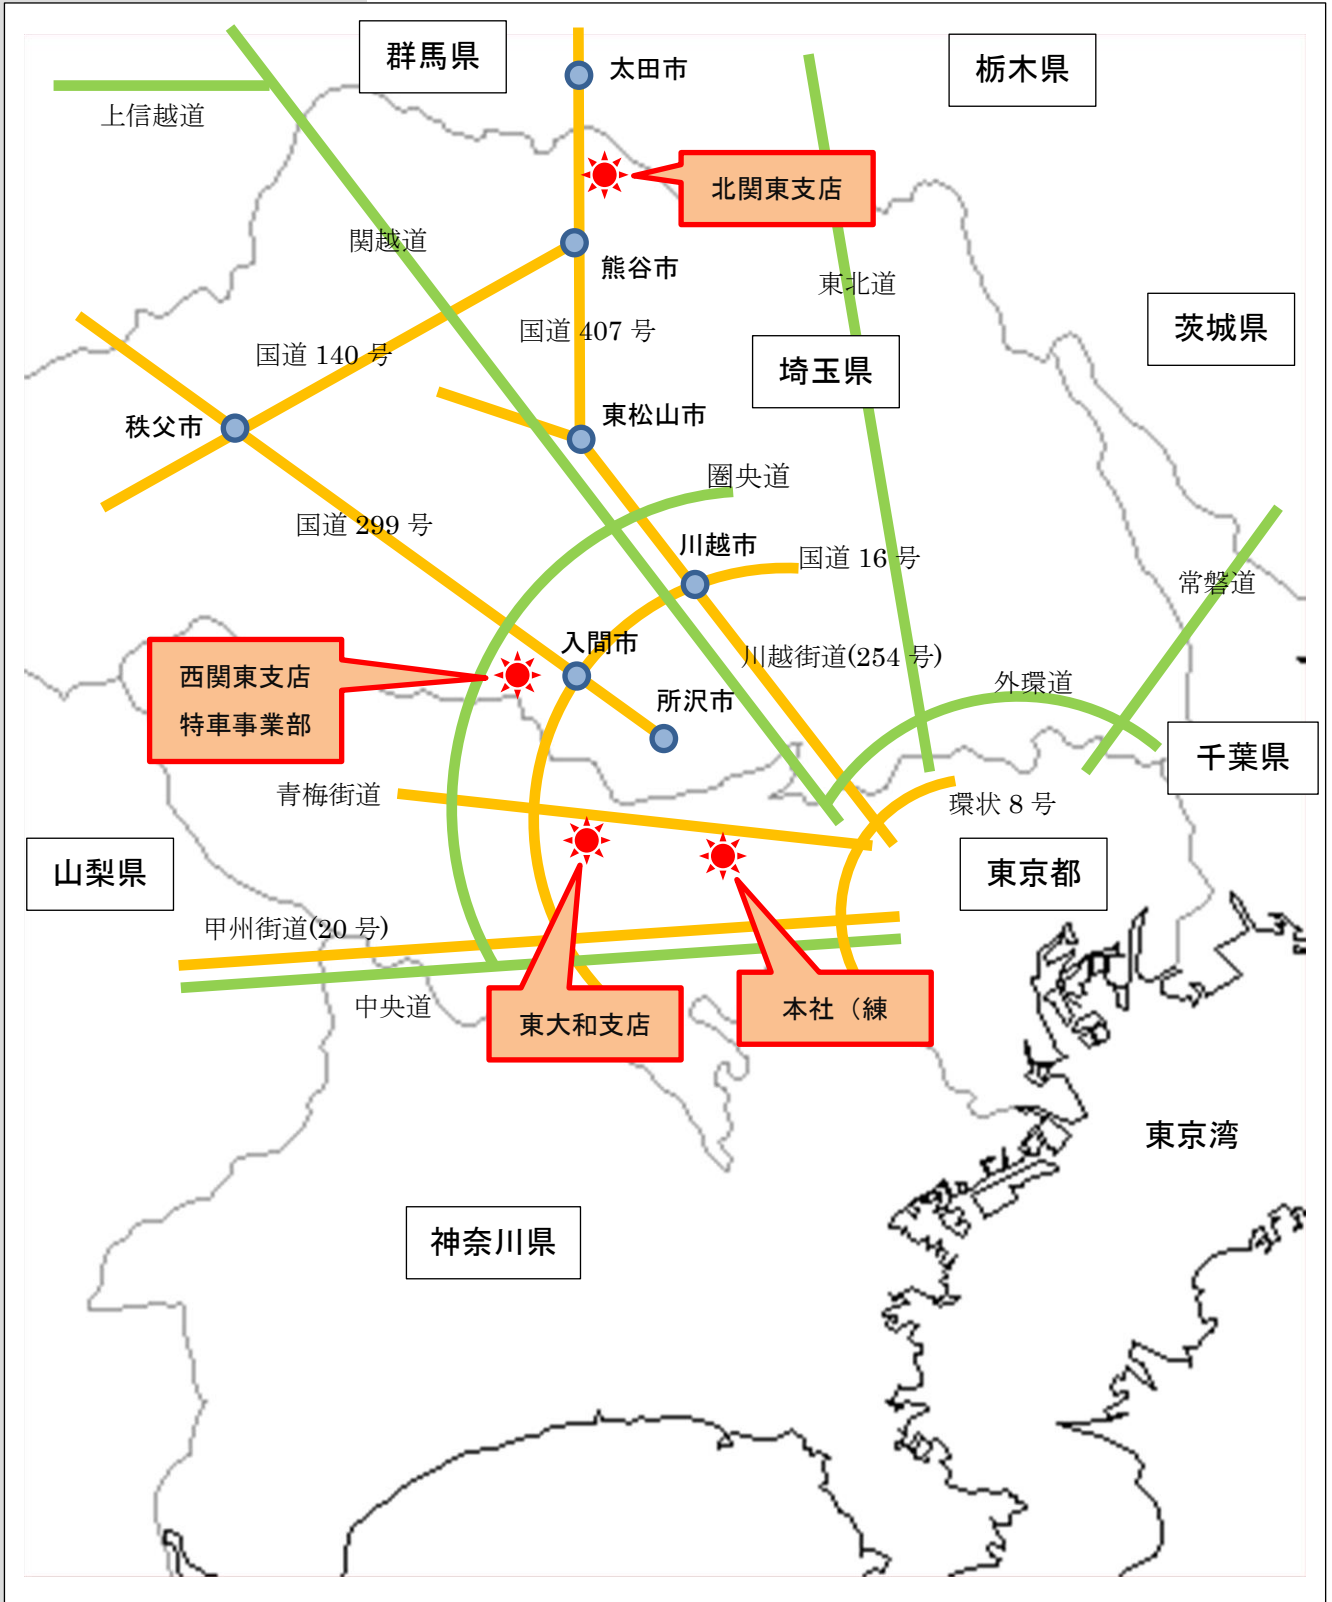 群馬県
太田市
栃木県
上信越道
北関東支店
関越道
熊谷市
東北道
国道 407 号
茨城県
国道 140 号
埼玉県
秩父市
東松山市
圏央道
国道 299 号
川越市
国道 16 号
常磐道
入間市
川越街道(254 号)
西関東支店
特車事業部
外環道
所沢市
千葉県
青梅街道
環状 8 号
山梨県
東京都
甲州街道(20 号)
中央道
本社（練
東大和支店
東京湾
神奈川県